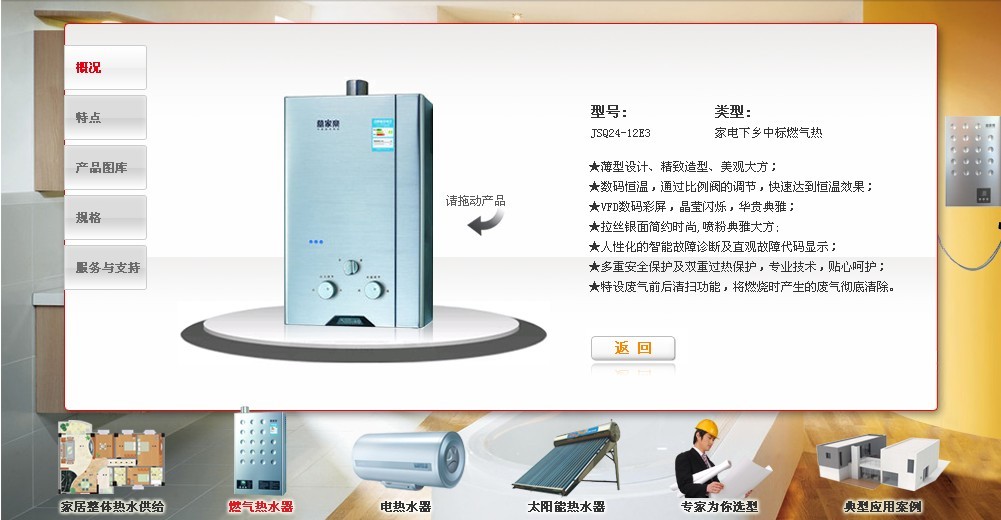 概况
特点
产品图库
规格
服务与支持
请拖动产品
型号: 类型:
JSQ24-12E3 家电下乡中标燃气热
★薄型设计、精致造型、美观大方;
★数码恒温,通过比例阀的调节,快速达到恒温效果;
★VFD数码彩屏,晶莹闪烁,华贵典雅;
★拉丝银面简约时尚,喷粉典雅大方;
★人性化的智能故障诊断及直观故障代码显示;
★多重安全保护及双重过热保护,专业技术,贴心呵护;
★特设废气前后清扫功能,将燃烧时产生的废气彻底清除。
返 回
家居整体热水供给 燃气热水器 电热水器 太阳能热水器 专家为你选型 典型应用案例